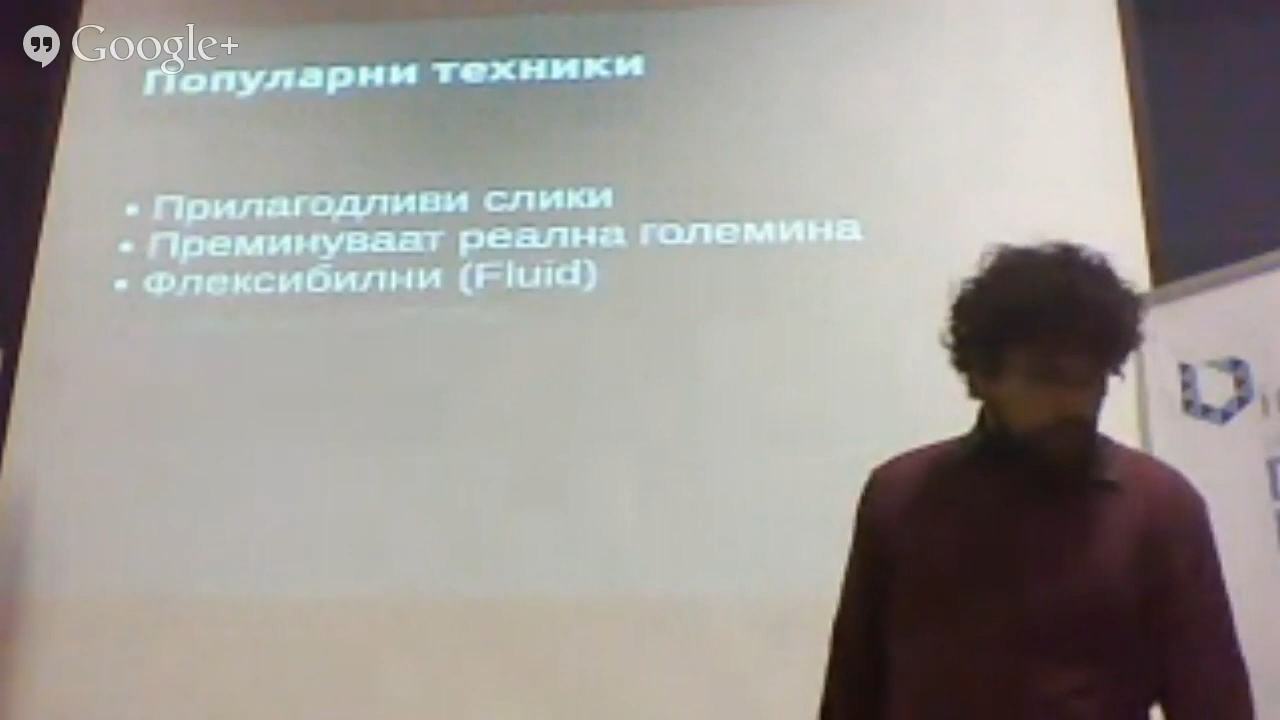 Google+
Популарни техники
• Прилагодливи слики
• Преминуваат реална големина
• Флексибилни (Fluid)